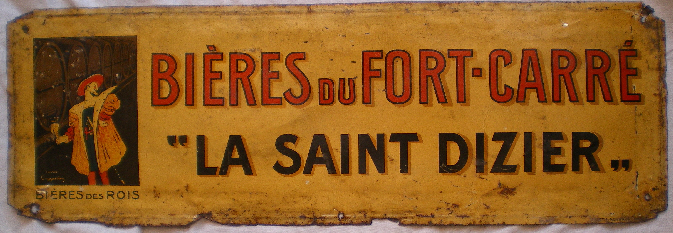 BIÈRES DU FORT-CARRÉ
"LA SAINT DIZIER„
BIÈRES DES ROIS